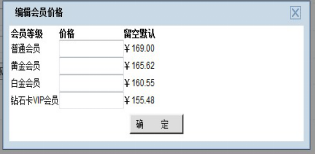 编辑会员价格
会员等级 价格 留空默认
普通会员 ￥169.00
黄金会员 ￥165.62
白金会员 ￥160.55
钻石卡VIP会员 ￥155.48
确 定